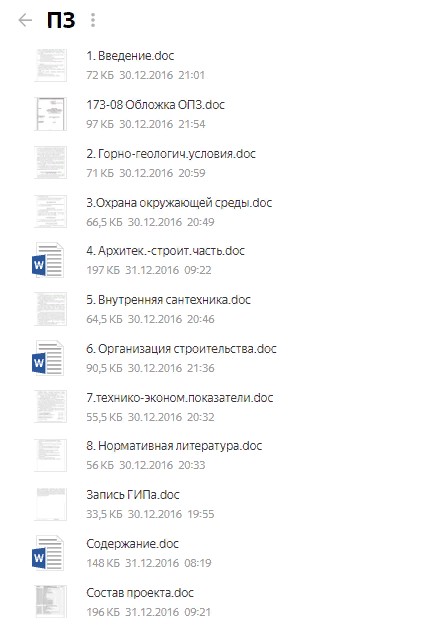 ПЗ
1. Введение.doc
72 КБ 30.12.2016 21:01
173-08 Обложка ОПЗ.doc
97 КБ 30.12.2016 21:54
2. Горно-геологич.условия.doc
71 КБ 30.12.2016 20:59
3.Охрана окружающей среды.doc
66,5 КБ 30.12.2016 20:49
4. Архитек.-строит.часть.doc
197 КБ 31.12.2016 09:22
5. Внутренняя сантехника.doc
64,5 КБ 30.12.2016 20:46
6. Организация строительства.doc
90,5 КБ 30.12.2016 21:36
7.технико-эконом.показатели.doc
55,5 КБ 30.12.2016 20:32
8. Нормативная литература.doc
56 КБ 30.12.2016 20:33
Запись ГИПа.doc
33,5 КБ 30.12.2016 19:55
W
Содержание.doc
148 КБ 31.12.2016 08:19
Состав проекта.doc
196 КБ 31.12.2016 09:21